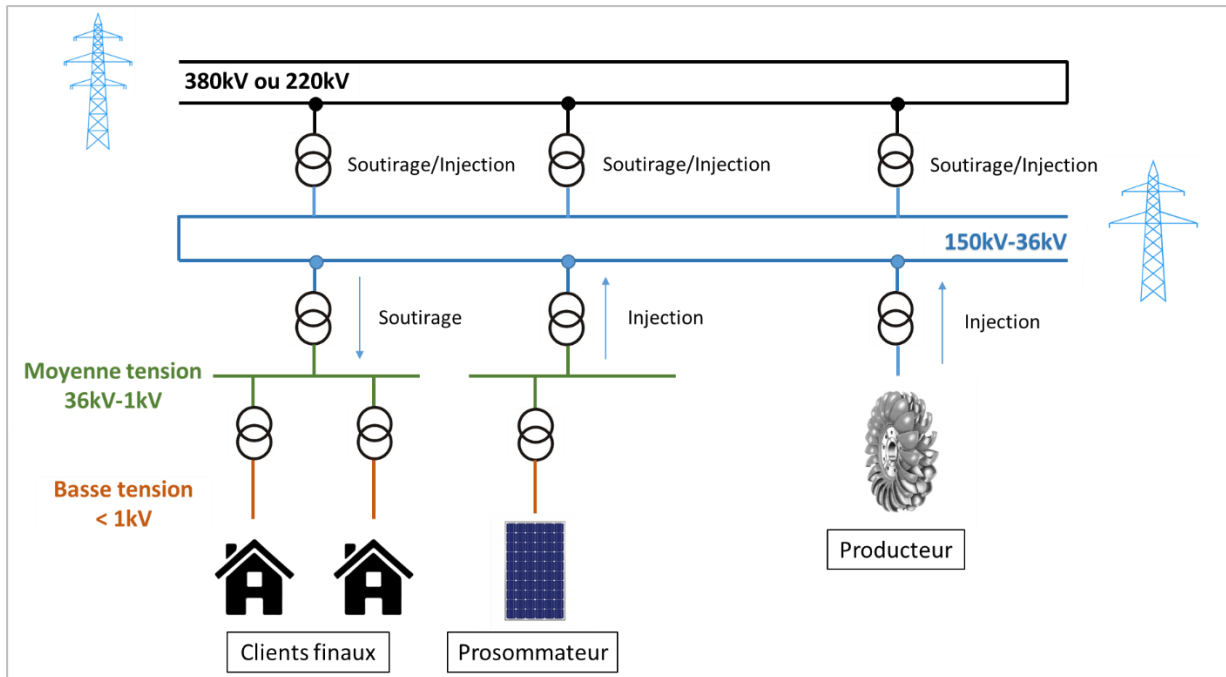 380kV ou 220kV
Soutirage/Injection
Soutirage/Injection
Soutirage/Injection
150kV-36kV
Soutirage
Injection
Injection
Moyenne tension
36kV-1kV
Basse tension
< 1kV
Producteur
Clients finaux
Prosommateur